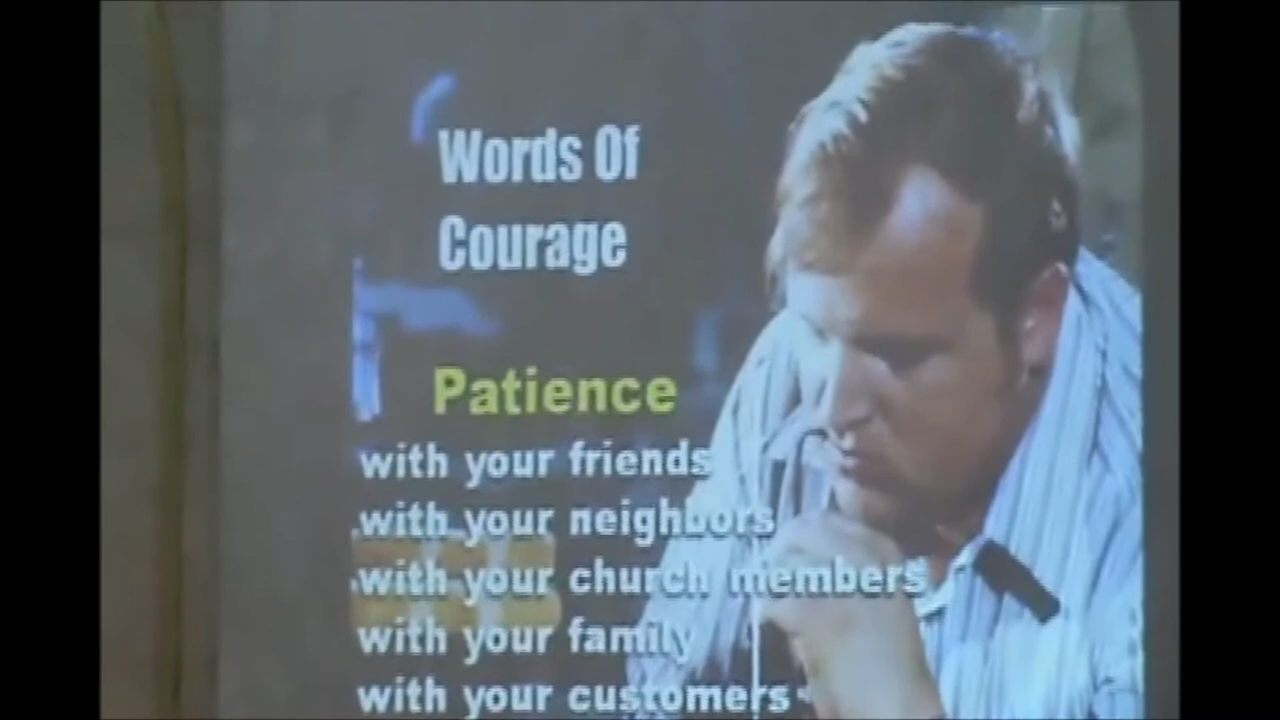 Words Of
Courage
Patience
with your friends
with your neighbors
with your church members
with your family
with your customers